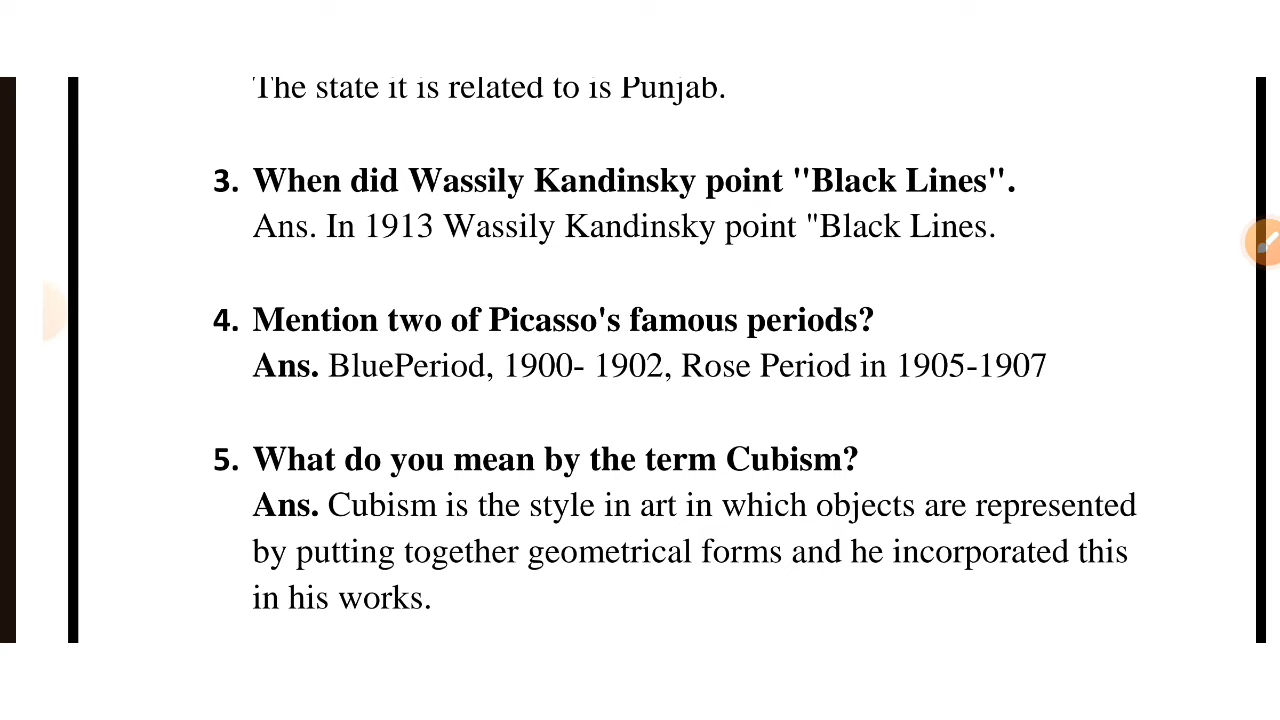 The state it is related to is Punjab.
3. When did Wassily Kandinsky point "Black Lines".
Ans. In 1913 Wassily Kandinsky point "Black Lines.
4. Mention two of Picasso's famous periods?
Ans. BluePeriod, 1900- 1902, Rose Period in 1905-1907
5. What do you mean by the term Cubism?
Ans. Cubism is the style in art in which objects are represented
by putting together geometrical forms and he incorporated this
in his works.